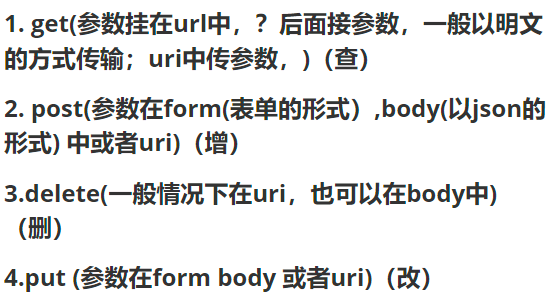 1. get(参数挂在url中，？后面接参数，一般以明文
的方式传输；uri中传参数，)（查）
2. post(参数在form(表单的形式）,body(以json的
形式) 中或者uri)（增）
3.delete(一般情况下在uri，也可以在body中)
（删）
4.put (参数在form body 或者uri)（改）